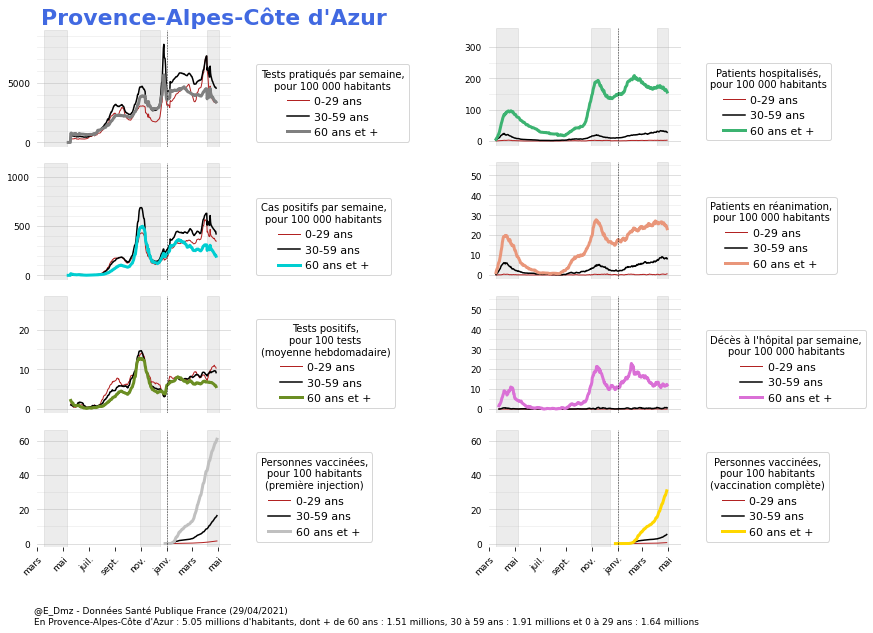 Provence-Alpes-Côte d'Azur
5000
0
Tests pratiqués par semaine,
pour 100 000 habitants
0-29 ans
30-59 ans
60 ans et +
300
200
100
0
Patients hospitalisés,
pour 100 000 habitants
0-29 ans
30-59 ans
60 ans et +
1000
500
0
Cas positifs par semaine,
pour 100 000 habitants
0-29 ans
30-59 ans
60 ans et +
50
40
30
20
10
0
Patients en réanimation,
pour 100 000 habitants
0-29 ans
30-59 ans
60 ans et +
20
10
0
Tests positifs,
pour 100 tests
(moyenne hebdomadaire)
0-29 ans
30-59 ans
60 ans et +
50
40
30
20
10
0
Décès à l'hôpital par semaine,
pour 100 000 habitants
0-29 ans
30-59 ans
60 ans et +
60
40
20
0
mars
mai
juil.
sept.
nov.
janv.
mars
mai
Personnes vaccinées,
pour 100 habitants
(première injection)
0-29 ans
30-59 ans
60 ans et +
60
40
20
0
mars
mai
juil.
sept.
nov.
janv.
mars
mai
Personnes vaccinées,
pour 100 habitants
(vaccination complète)
0-29 ans
30-59 ans
60 ans et +
@E_Dmz - Données Santé Publique France (29/04/2021)
En Provence-Alpes-Côte d'Azur : 5.05 millions d'habitants, dont + de 60 ans : 1.51 millions, 30 à 59 ans : 1.91 millions et 0 à 29 ans : 1.64 millions